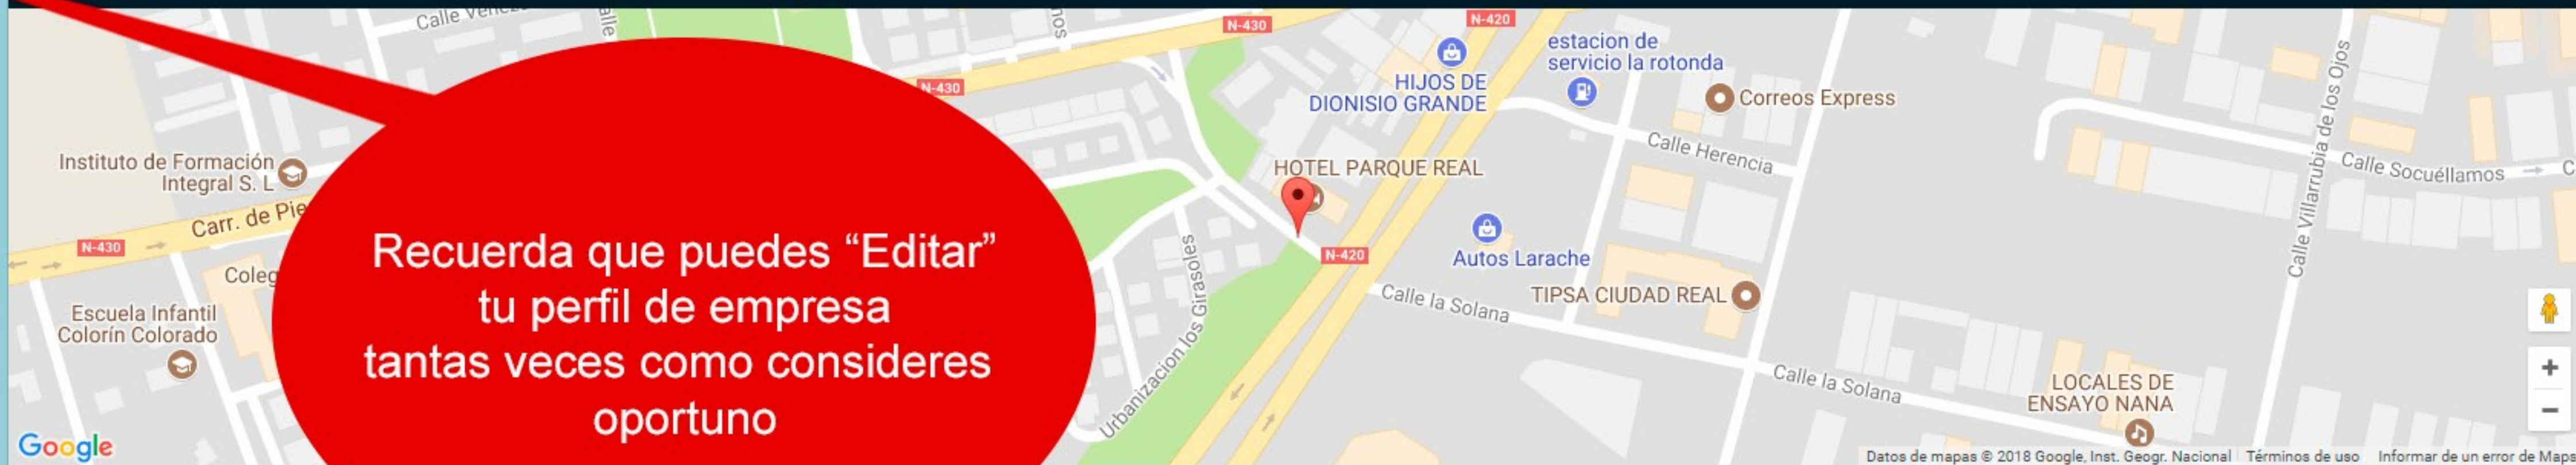 Calle
N-430
N-420
estacion de
servicio la rotonda
HIJOS DE
DIONISIO GRANDE
N-430
Correos Express
Calle Herencia
Instituto de Formación
Integral S. L
HOTEL PARQUE REAL
Calle Villarrubia de los Ojos
Calle Socuéllamos
Carr. de Pie
N-430
Recuerda que puedes “Editar”
tu perfil de empresa
tantas veces como consideres
oportuno
Coleg
N-420
Autos Larache
Urbanizacion los Girasoles
Calle la Solana
TIPSA CIUDAD REAL
Escuela Infantil
Colorín Colorado
Calle la Solana
LOCALES DE
ENSAYO NANA
Google
Datos de mapas © 2018 Google, Inst. Geogr. Nacional
Términos de uso
Informar de un error de Maps